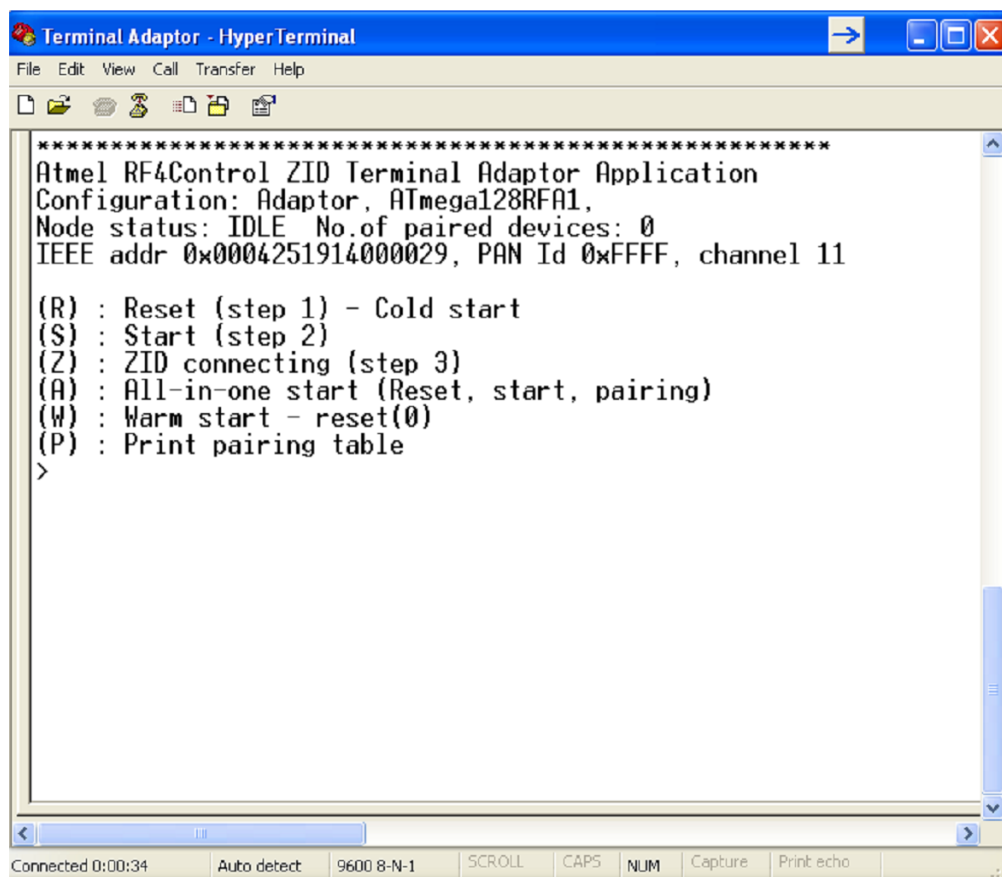 Terminal Adaptor - HyperTerminal
File Edit View Call Transfer Help
******************************************************
Atmel RF4Control ZID Terminal Adaptor Application
Configuration: Adaptor, ATmega128RFA1,
Node status: IDLE  No.of paired devices: 0
IEEE addr 0x0004251914000029, PAN Id 0xFFFF, channel 11
(R) : Reset (step 1) - Cold start
(S) : Start (step 2)
(Z) : ZID connecting (step 3)
(A) : All-in-one start (Reset, start, pairing)
(W) : Warm start - reset(0)
(P) : Print pairing table
>
Connected 0:00:34 Auto detect 9600 8-N-1 SCROLL CAPS NUM Capture Print echo